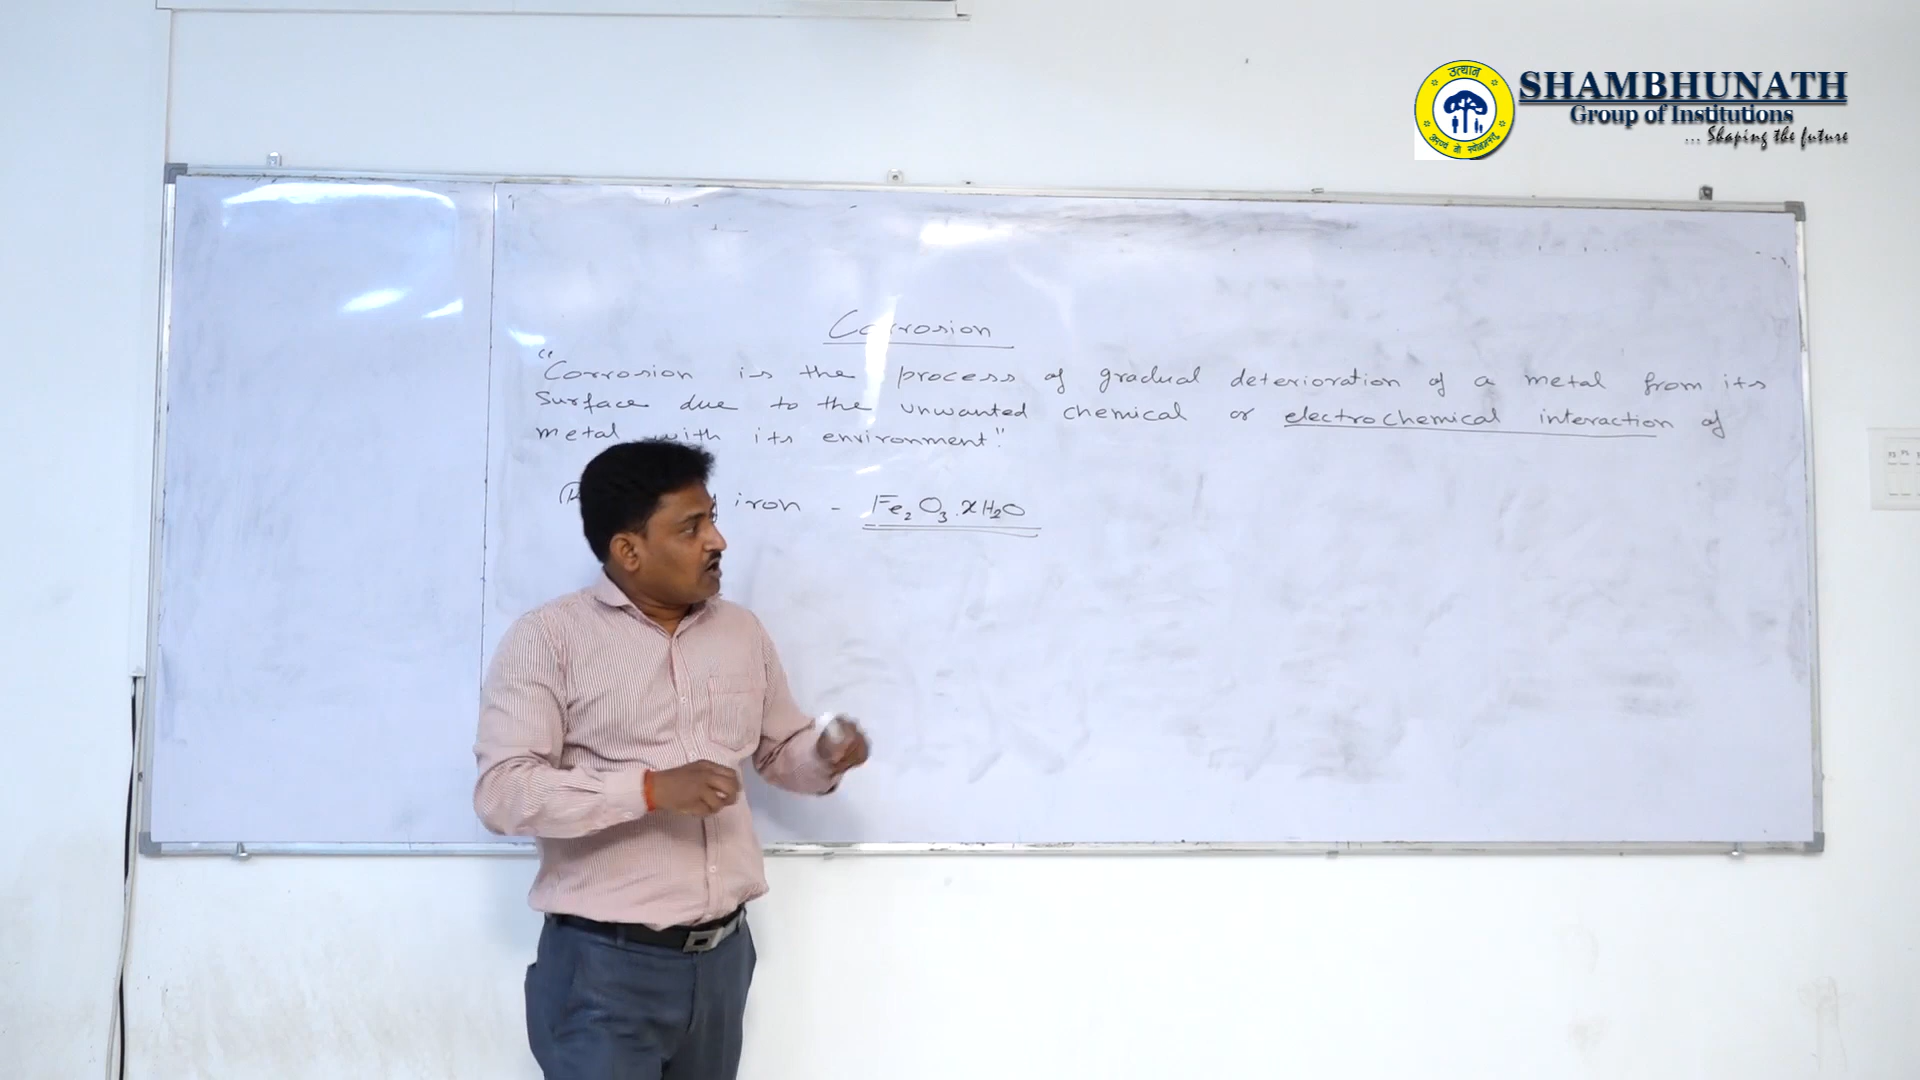 उत्थान
SHAMBHUNATH
Group of Institutions
... Shaping the future
Corrosion
"Corrosion is the process of gradual deterioration of a metal from its
Surface due to the unwanted chemical or electrochemical interaction of
metal with its environment"
iron - Fe₂O₃.xH₂O